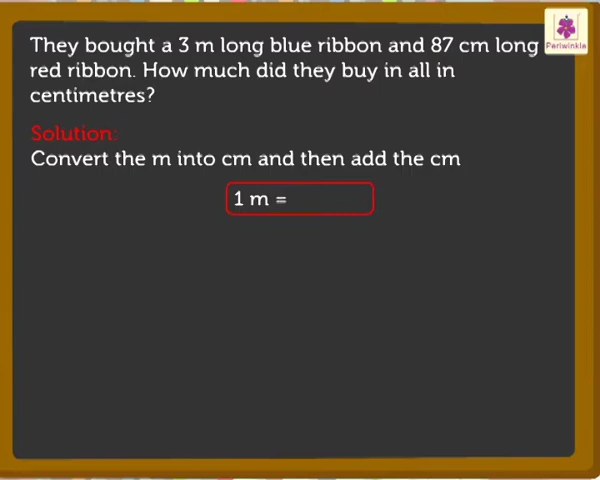 They bought a 3 m long blue ribbon and 87 cm long
red ribbon. How much did they buy in all in
centimetres?
Periwinkle
Solution:
Convert the m into cm and then add the cm
1 m =